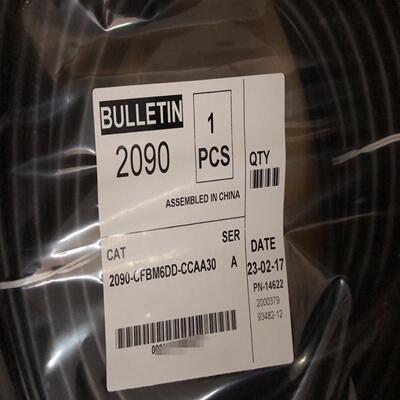 BULLETIN
2090
1
PCS
ASSEMBLED IN CHINA
QTY
CAT
SER
2090-CFBM6DD-CCAA30 A
DATE
23-02-17
PN-14622
2000379
93482-12